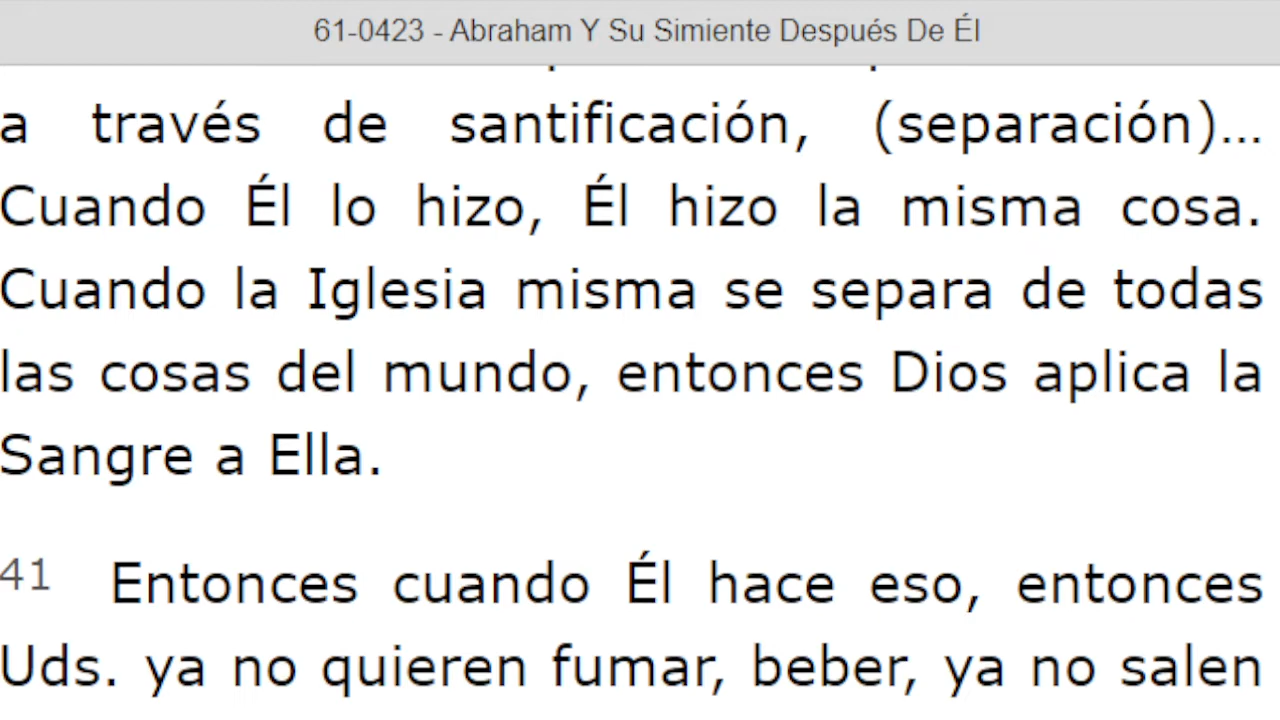 61-0423 - Abraham Y Su Simiente Después De Él
a través de santificación, (separación)...
Cuando Él lo hizo, Él hizo la misma cosa.
Cuando la Iglesia misma se separa de todas
las cosas del mundo, entonces Dios aplica la
Sangre a Ella.
41 Entonces cuando Él hace eso, entonces
Uds. ya no quieren fumar, beber, ya no salen